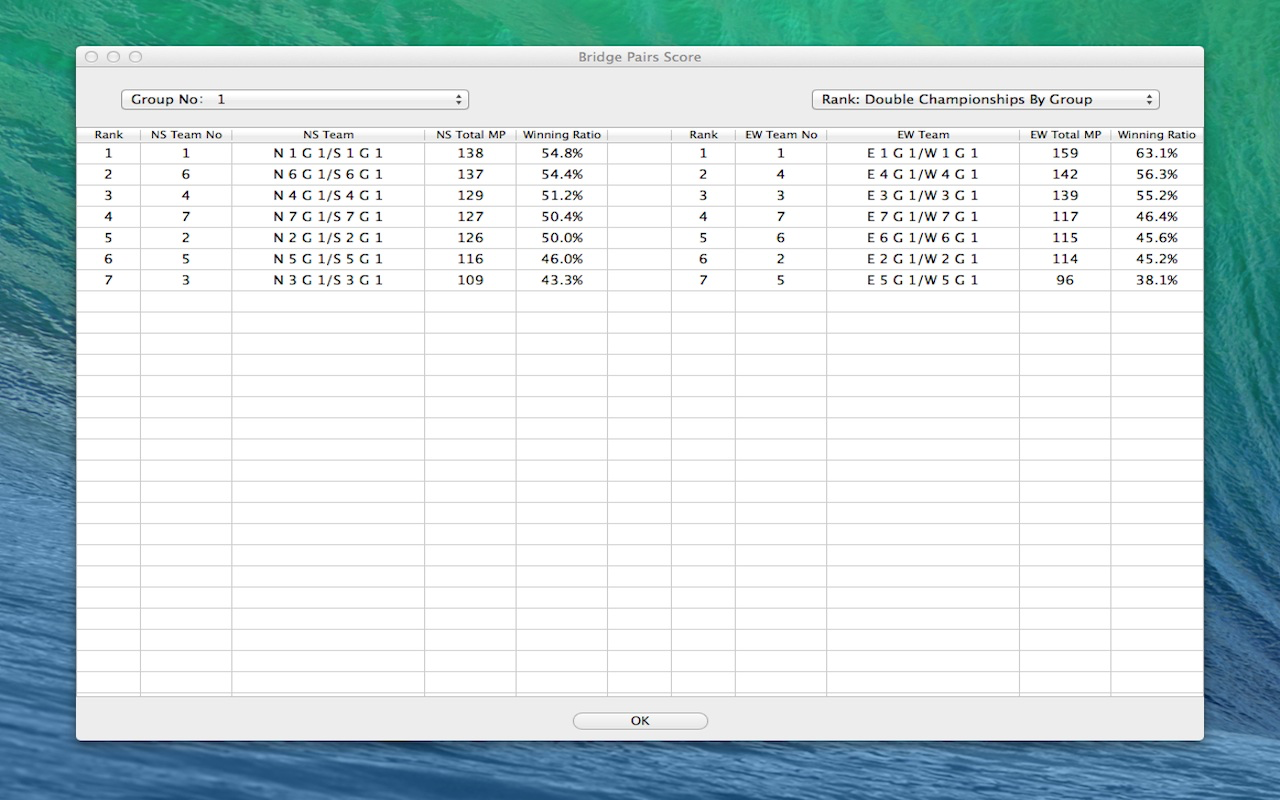 Bridge Pairs Score
Group No: 1 Rank: Double Championships By Group
Rank NS Team No NS Team NS Total MP Winning Ratio Rank EW Team No EW Team EW Total MP Winning Ratio
1 1 N 1 G 1/S 1 G 1 138 54.8% 1 1 E 1 G 1/W 1 G 1 159 63.1%
2 6 N 6 G 1/S 6 G 1 137 54.4% 2 4 E 4 G 1/W 4 G 1 142 56.3%
3 4 N 4 G 1/S 4 G 1 129 51.2% 3 3 E 3 G 1/W 3 G 1 139 55.2%
4 7 N 7 G 1/S 7 G 1 127 50.4% 4 7 E 7 G 1/W 7 G 1 117 46.4%
5 2 N 2 G 1/S 2 G 1 126 50.0% 5 6 E 6 G 1/W 6 G 1 115 45.6%
6 5 N 5 G 1/S 5 G 1 116 46.0% 6 2 E 2 G 1/W 2 G 1 114 45.2%
7 3 N 3 G 1/S 3 G 1 109 43.3% 7 5 E 5 G 1/W 5 G 1 96 38.1%
OK